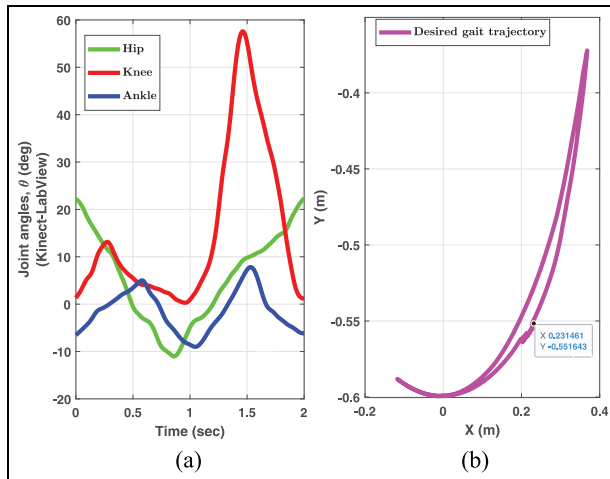 Hip
Knee
Ankle
Joint angles, θ (deg)
(Kinect-LabView)
60
50
40
30
20
10
0
-10
-20
0
0.5
1
1.5
2
Time (sec)
(a)
Desired gait trajectory
Y (m)
-0.4
-0.45
-0.5
-0.55
-0.6
X 0.231461
Y -0.551643
-0.2
0
0.2
0.4
X (m)
(b)